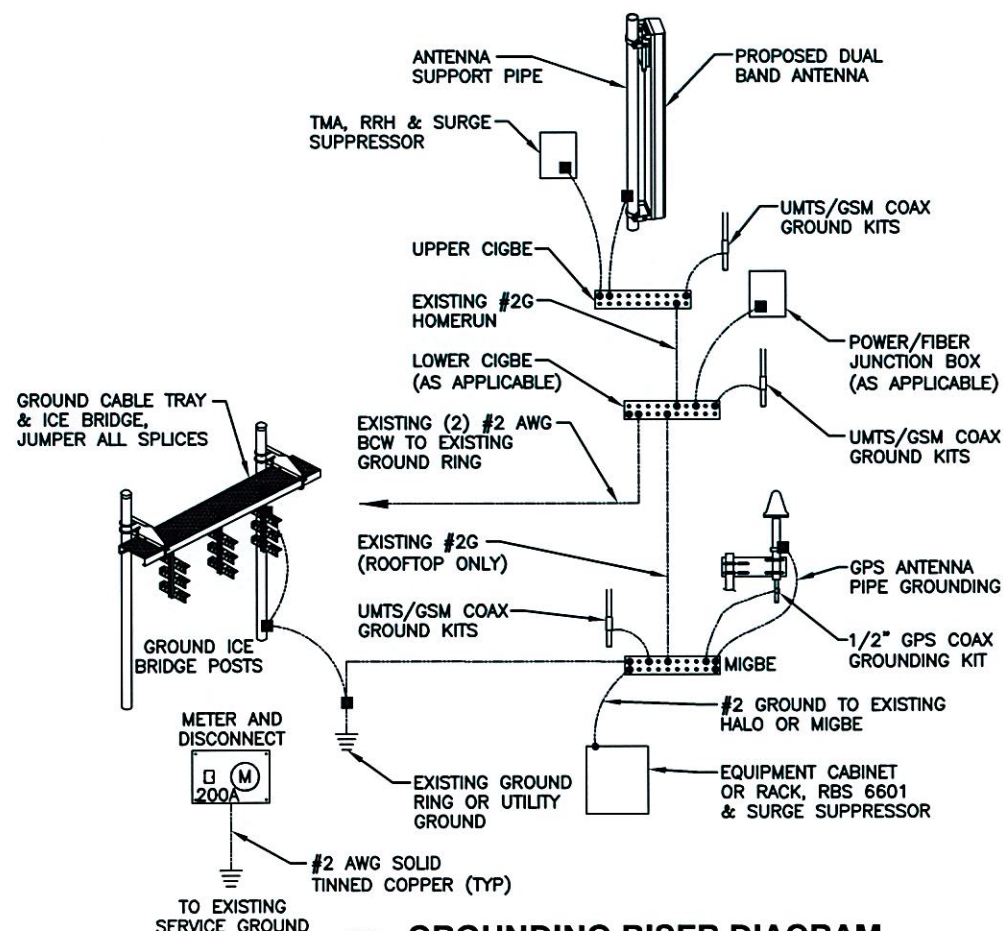 ANTENNA
SUPPORT PIPE
PROPOSED DUAL
BAND ANTENNA
TMA, RRH & SURGE
SUPPRESSOR
UMTS/GSM COAX
GROUND KITS
UPPER CIGBE
EXISTING #2G
HOMERUN
POWER/FIBER
JUNCTION BOX
(AS APPLICABLE)
LOWER CIGBE
(AS APPLICABLE)
GROUND CABLE TRAY
& ICE BRIDGE,
JUMPER ALL SPLICES
EXISTING (2) #2 AWG
BCW TO EXISTING
GROUND RING
UMTS/GSM COAX
GROUND KITS
EXISTING #2G
(ROOFTOP ONLY)
GPS ANTENNA
PIPE GROUNDING
UMTS/GSM COAX
GROUND KITS
1/2" GPS COAX
GROUNDING KIT
GROUND ICE
BRIDGE POSTS
MIGBE
#2 GROUND TO EXISTING
HALO OR MIGBE
METER AND
DISCONNECT
M
200A
EXISTING GROUND
RING OR UTILITY
GROUND
EQUIPMENT CABINET
OR RACK, RBS 6601
& SURGE SUPPRESSOR
#2 AWG SOLID
TINNED COPPER (TYP)
TO EXISTING
SERVICE GROUND
GROUNDING RISER DIAGRAM